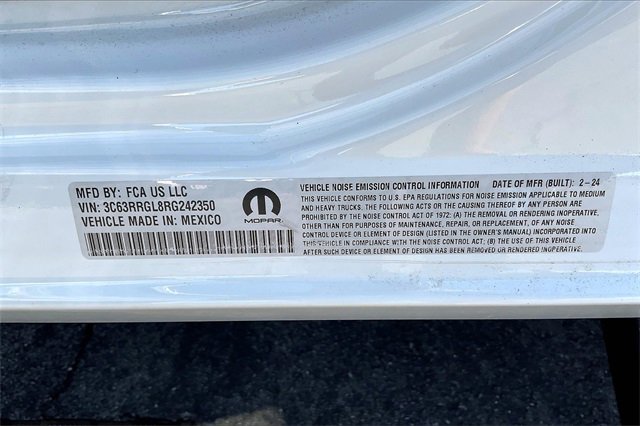 MFD BY: FCA US LLC
VIN: 3C63RRGL8RG242350
VEHICLE MADE IN: MEXICO
MOPAR
VEHICLE NOISE EMISSION CONTROL INFORMATION DATE OF MFR (BUILT): 2-24
THIS VEHICLE CONFORMS TO U.S. EPA REGULATIONS FOR NOISE EMISSION APPLICABLE TO MEDIUM
AND HEAVY TRUCKS. THE FOLLOWING ACTS OR THE CAUSING THEREOF BY ANY PERSON ARE
PROHIBITED BY THE NOISE CONTROL ACT OF 1972: (A) THE REMOVAL OR RENDERING INOPERATIVE,
OTHER THAN FOR PURPOSES OF MAINTENANCE, REPAIR, OR REPLACEMENT, OF ANY NOISE
CONTROL DEVICE OR ELEMENT OF DESIGN (LISTED IN THE OWNER'S MANUAL) INCORPORATED INTO
THIS VEHICLE IN COMPLIANCE WITH THE NOISE CONTROL ACT; (B) THE USE OF THIS VEHICLE
AFTER SUCH DEVICE OR ELEMENT OF DESIGN HAS BEEN REMOVED OR RENDERED INOPERATIVE.